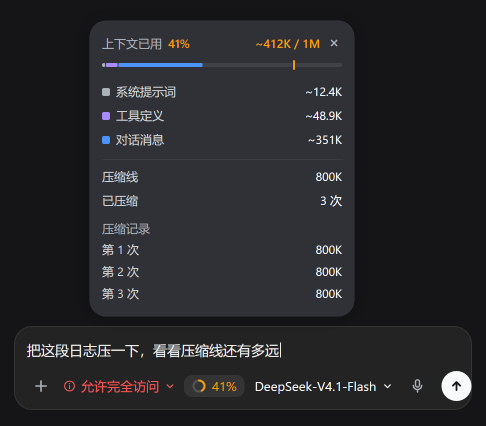 上下文已用 41% ~412K / 1M ×
系统提示词 ~12.4K
工具定义 ~48.9K
对话消息 ~351K
压缩线 800K
已压缩 3 次
压缩记录
第 1 次 800K
第 2 次 800K
第 3 次 800K
把这段日志压一下，看看压缩线还有多远
允许完全访问 41% DeepSeek-V4.1-Flash